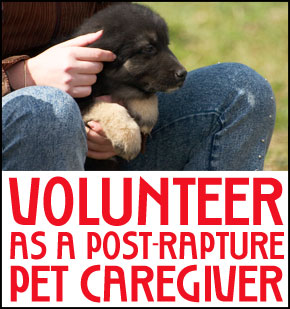 VOLUNTEER
AS A POST-RAPTURE
PET CAREGIVER